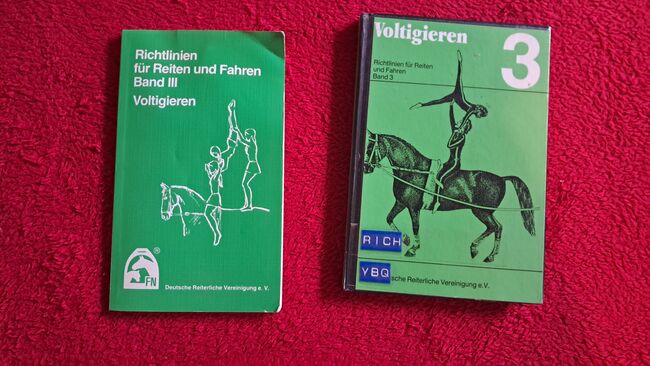 Richtlinien
für Reiten und Fahren
Band III
Voltigieren
FN
®
Deutsche Reiterliche Vereinigung e. V.
Voltigieren
3
Richtlinien für Reiten
und Fahren
Band 3
RICH
YBQ
sche Reiterliche Vereinigung e. V.